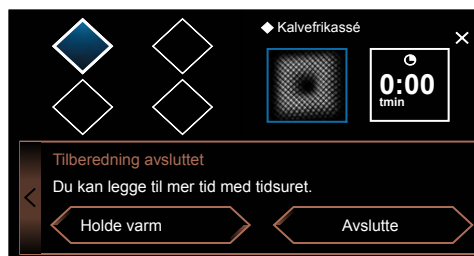 Kalvefrikassé
0:00
tmin
Tilberedning avsluttet
Du kan legge til mer tid med tidsuret.
Holde varm
Avslutte